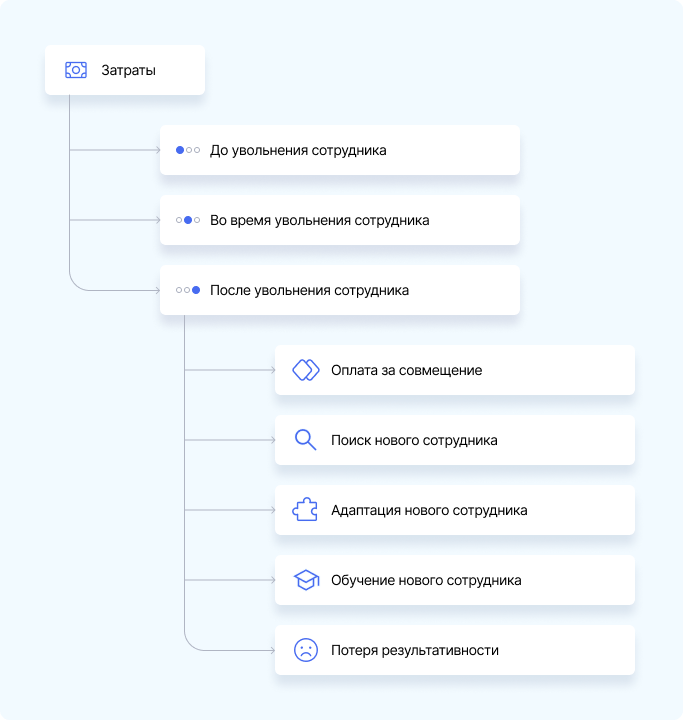 Затраты
До увольнения сотрудника
Во время увольнения сотрудника
После увольнения сотрудника
Оплата за совмещение
Поиск нового сотрудника
Адаптация нового сотрудника
Обучение нового сотрудника
Потеря результативности